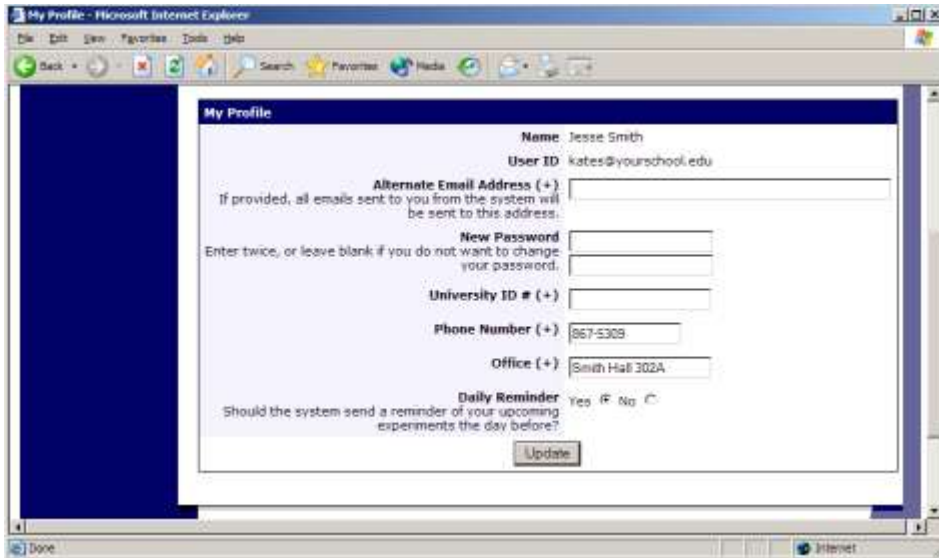 My Profile - Microsoft Internet Explorer
File Edit View Favorites Tools Help
Back Search Favorites Media
My Profile
Name Jesse Smith
User ID kates@yourschool.edu
Alternate Email Address (+)
If provided, all emails sent to you from the system will
be sent to this address.
New Password
Enter twice, or leave blank if you do not want to change
your password.
University ID # (+)
Phone Number (+) 867-5309
Office (+) Smith Hall 302A
Daily Reminder Yes No
Should the system send a reminder of your upcoming
experiments the day before?
Update
Done Internet